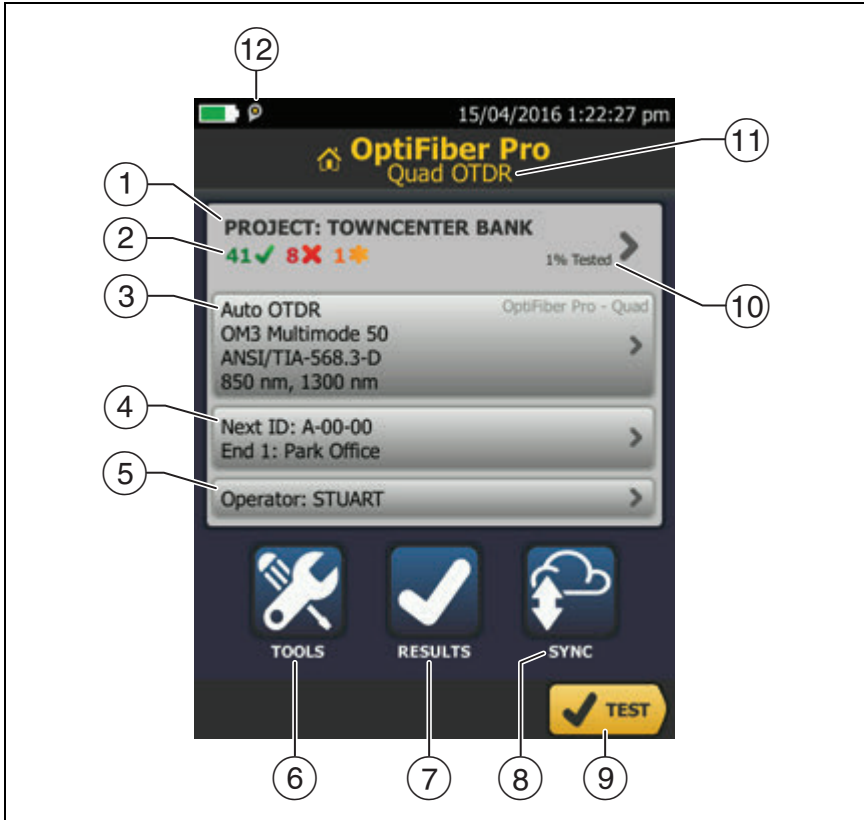 12
15/04/2016 1:22:27 pm
OptiFiber Pro
11
Quad OTDR
1
PROJECT: TOWNCENTER BANK
2
41 8 1
1% Tested
3
Auto OTDR
OptiFiber Pro - Quad
10
OM3 Multimode 50
ANSI/TIA-568.3-D
850 nm, 1300 nm
4
Next ID: A-00-00
End 1: Park Office
5
Operator: STUART
TOOLS
RESULTS
SYNC
TEST
6
7
8
9